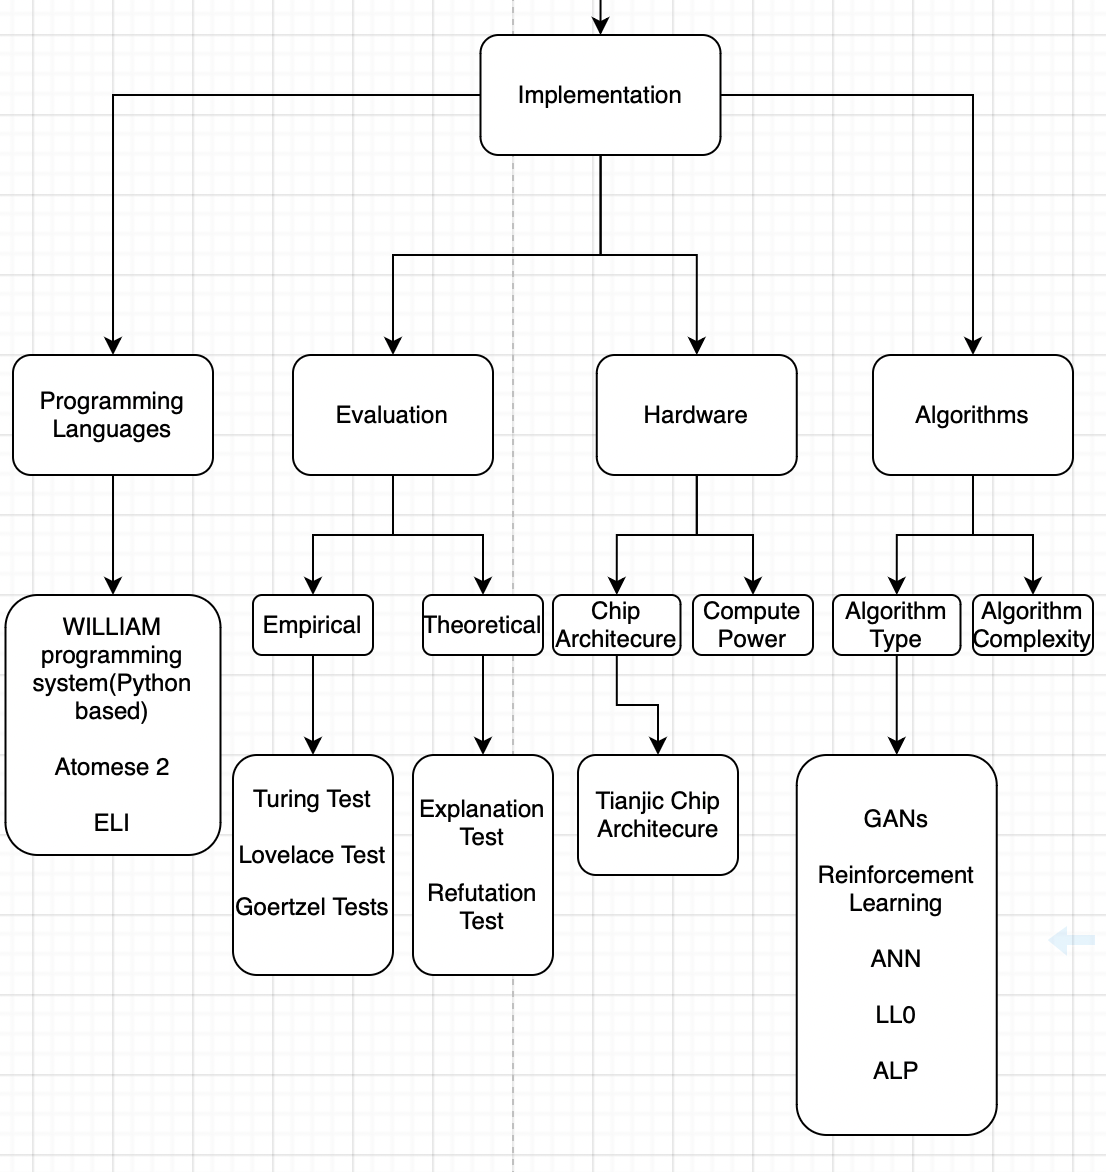 Implementation
Programming
Languages
Evaluation
Hardware
Algorithms
WILLIAM
programming
system(Python
based)
Atomese 2
ELI
Empirical
Theoretical
Chip
Architecure
Compute
Power
Algorithm
Type
Algorithm
Complexity
Turing Test
Lovelace Test
Goertzel Tests
Explanation
Test
Refutation
Test
Tianjic Chip
Architecure
GANs
Reinforcement
Learning
ANN
LL0
ALP